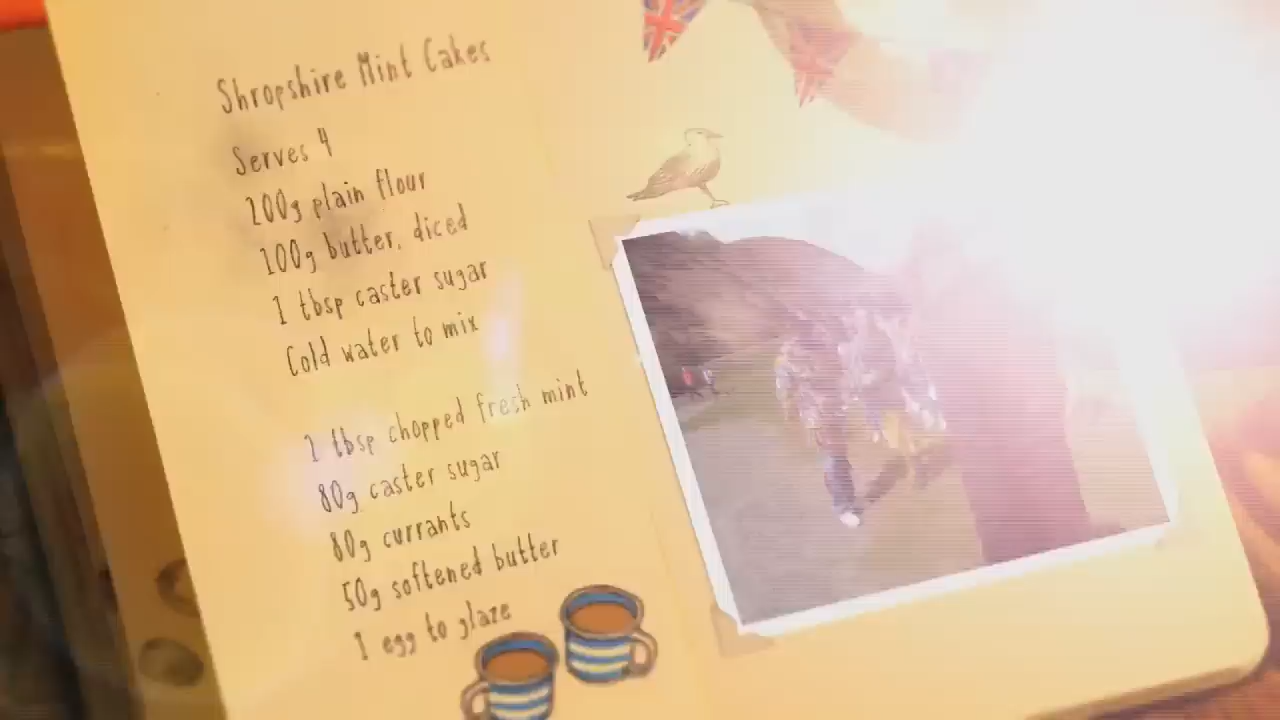 Shropshire Mint Cakes
Serves 4
200g plain flour
100g butter, diced
1 tbsp caster sugar
Cold water to mix
1 tbsp chopped fresh mint
80g caster sugar
80g currants
50g softened butter
1 egg to glaze